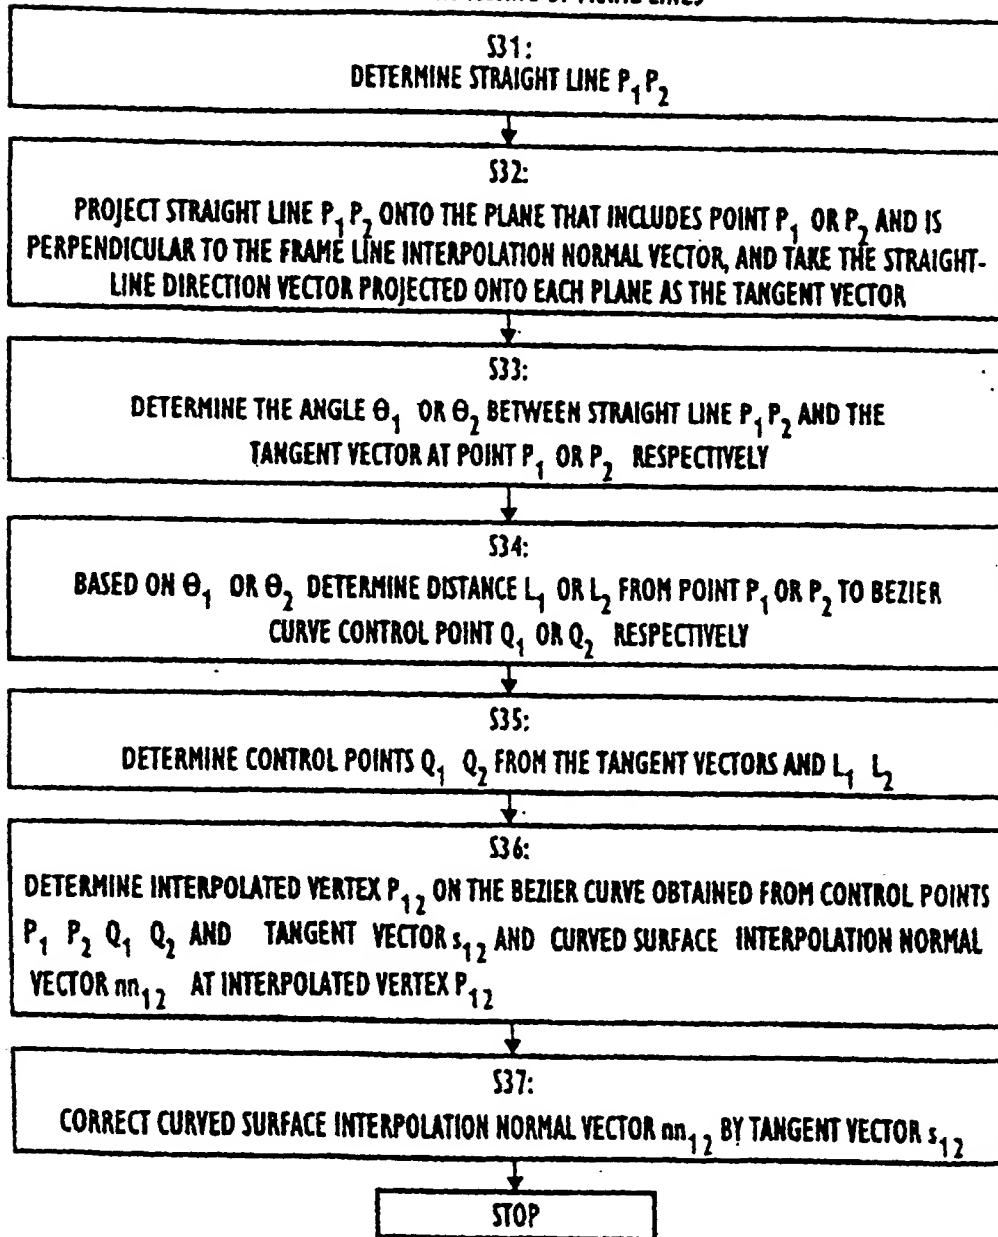 OF FRAME LINES
S31:
DETERMINE STRAIGHT LINE P₁P₂
S32:
PROJECT STRAIGHT LINE P₁ P₂ ONTO THE PLANE THAT INCLUDES POINT P₁ OR P₂ AND IS
PERPENDICULAR TO THE FRAME LINE INTERPOLATION NORMAL VECTOR, AND TAKE THE STRAIGHT-
LINE DIRECTION VECTOR PROJECTED ONTO EACH PLANE AS THE TANGENT VECTOR
S33:
DETERMINE THE ANGLE Θ₁ OR Θ₂ BETWEEN STRAIGHT LINE P₁ P₂ AND THE
TANGENT VECTOR AT POINT P₁ OR P₂ RESPECTIVELY
S34:
BASED ON Θ₁ OR Θ₂ DETERMINE DISTANCE L₁ OR L₂ FROM POINT P₁ OR P₂ TO BEZIER
CURVE CONTROL POINT Q₁ OR Q₂ RESPECTIVELY
S35:
DETERMINE CONTROL POINTS Q₁ Q₂ FROM THE TANGENT VECTORS AND L₁ L₂
S36:
DETERMINE INTERPOLATED VERTEX P₁₂ ON THE BEZIER CURVE OBTAINED FROM CONTROL POINTS
P₁ P₂ Q₁ Q₂ AND TANGENT VECTOR s₁₂ AND CURVED SURFACE INTERPOLATION NORMAL
VECTOR nn₁₂ AT INTERPOLATED VERTEX P₁₂
S37:
CORRECT CURVED SURFACE INTERPOLATION NORMAL VECTOR nn₁₂ BY TANGENT VECTOR s₁₂
STOP